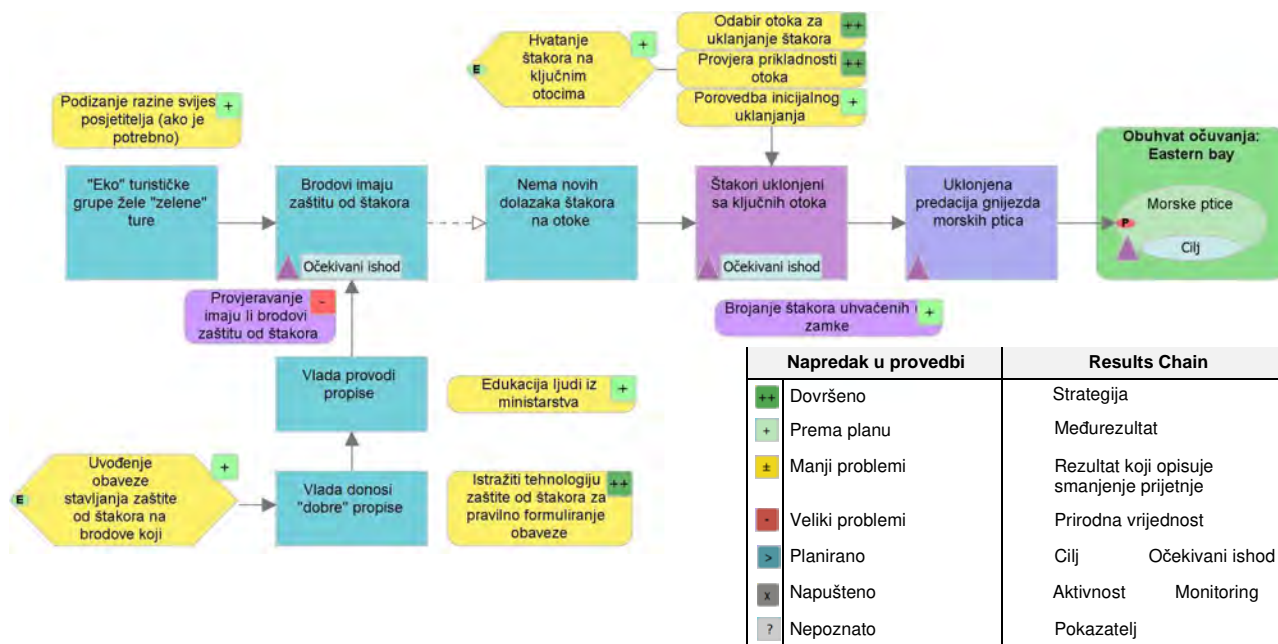 Hvatanje
štakora na
ključnim
otocima
+
E
Odabir otoka za
uklanjanje štakora
++
Provjera prikladnosti
otoka
++
Porovedba inicijalnog
uklanjanja
+
Podizanje razine svijes
posjetitelja (ako je
potrebno)
+
"Eko" turističke
grupe žele "zelene"
ture
Brodovi imaju
zaštitu od štakora
Očekivani ishod
Nema novih
dolazaka štakora
na otoke
Štakori uklonjeni
sa ključnih otoka
Očekivani ishod
Uklonjena
predacija gnijezda
morskih ptica
Obuhvat očuvanja:
Eastern bay
Morske ptice
P
Cilj
Provjeravanje
imaju li brodovi
zaštitu od štakora
-
Brojanje štakora uhvaćenih u
zamke
+
Vlada provodi
propise
Edukacija ljudi iz
ministarstva
+
Uvođenje
obaveze
stavljanja zaštite
od štakora na
brodove koji
+
E
Vlada donosi
"dobre" propise
Istražiti tehnologiju
zaštite od štakora za
pravilno formuliranje
obaveze
++
Napredak u provedbi Results Chain
++ Dovršeno Strategija
+ Prema planu Međurezultat
± Manji problemi Rezultat koji opisuje
smanjenje prijetnje
- Veliki problemi Prirodna vrijednost
> Planirano Cilj Očekivani ishod
x Napušteno Aktivnost Monitoring
? Nepoznato Pokazatelj